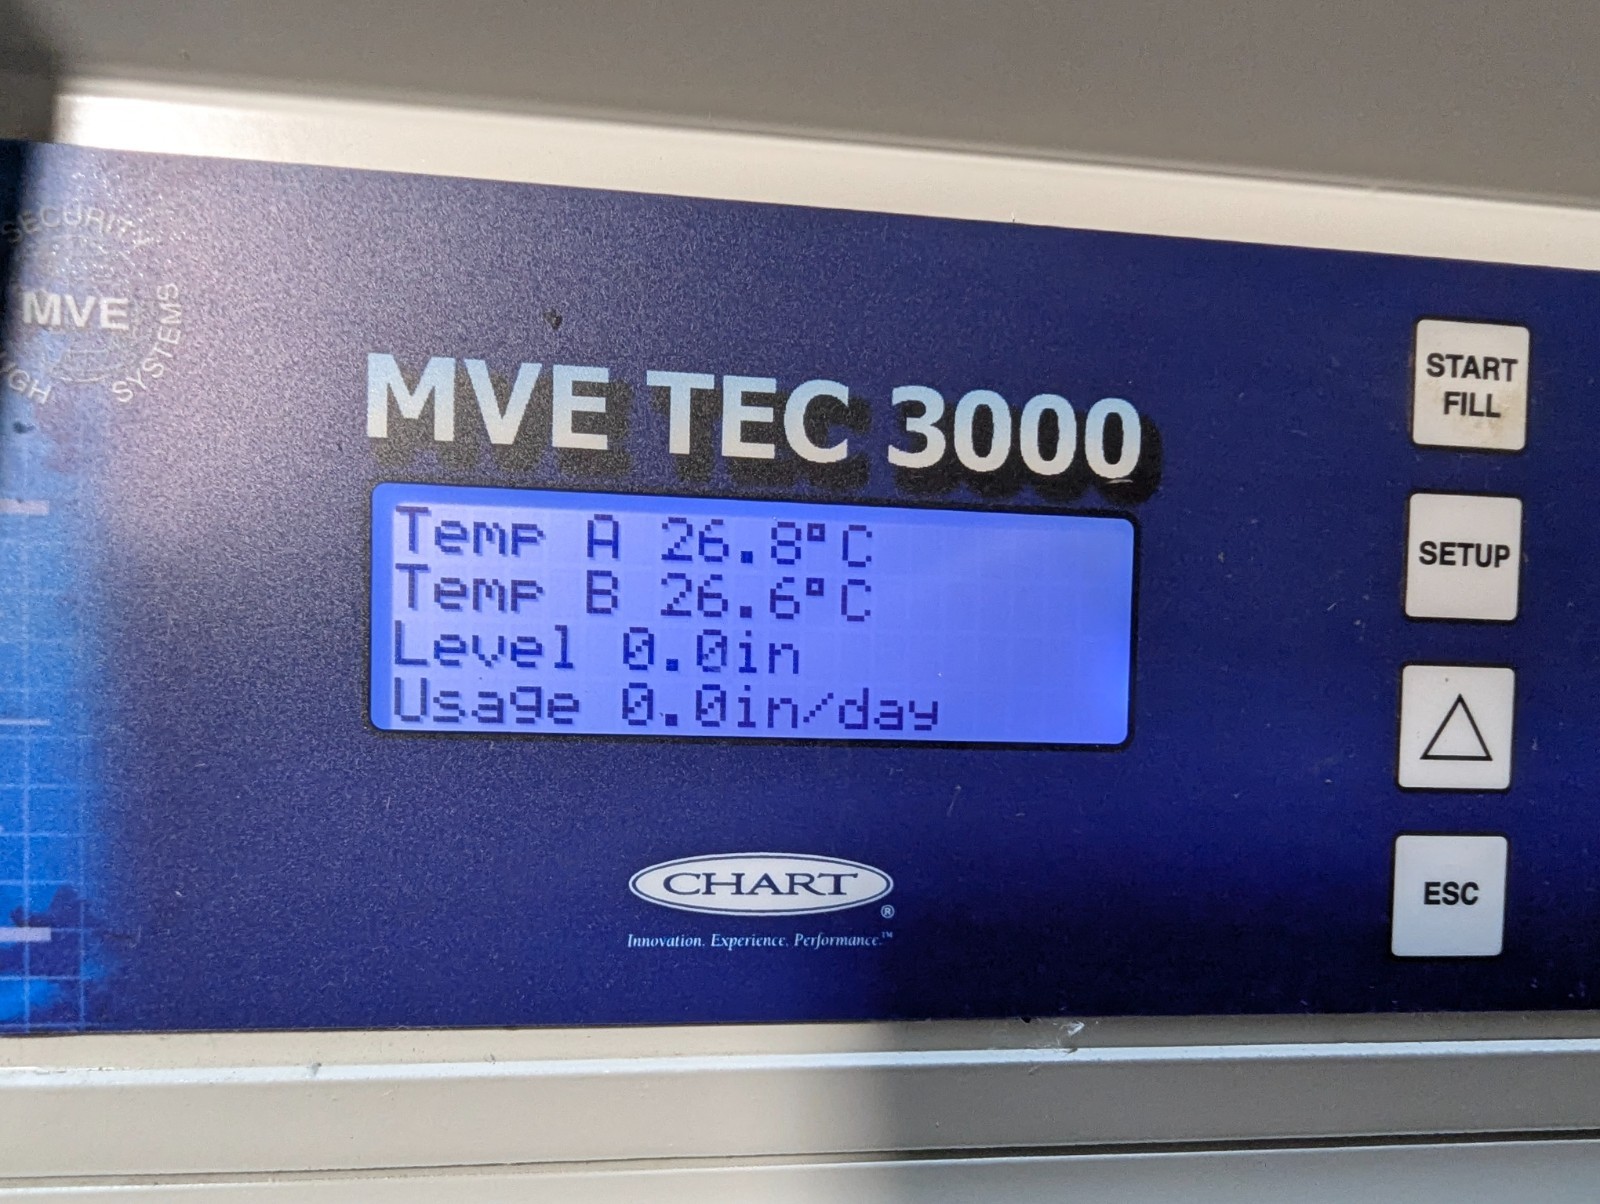 SECURITY
MVE
SYSTEMS
MVE TEC 3000
Temp A 26.8°C
Temp B 26.6°C
Level 0.0in
Usage 0.0in/day
CHART®
Innovation. Experience. Performance.™
START
FILL
SETUP
ESC